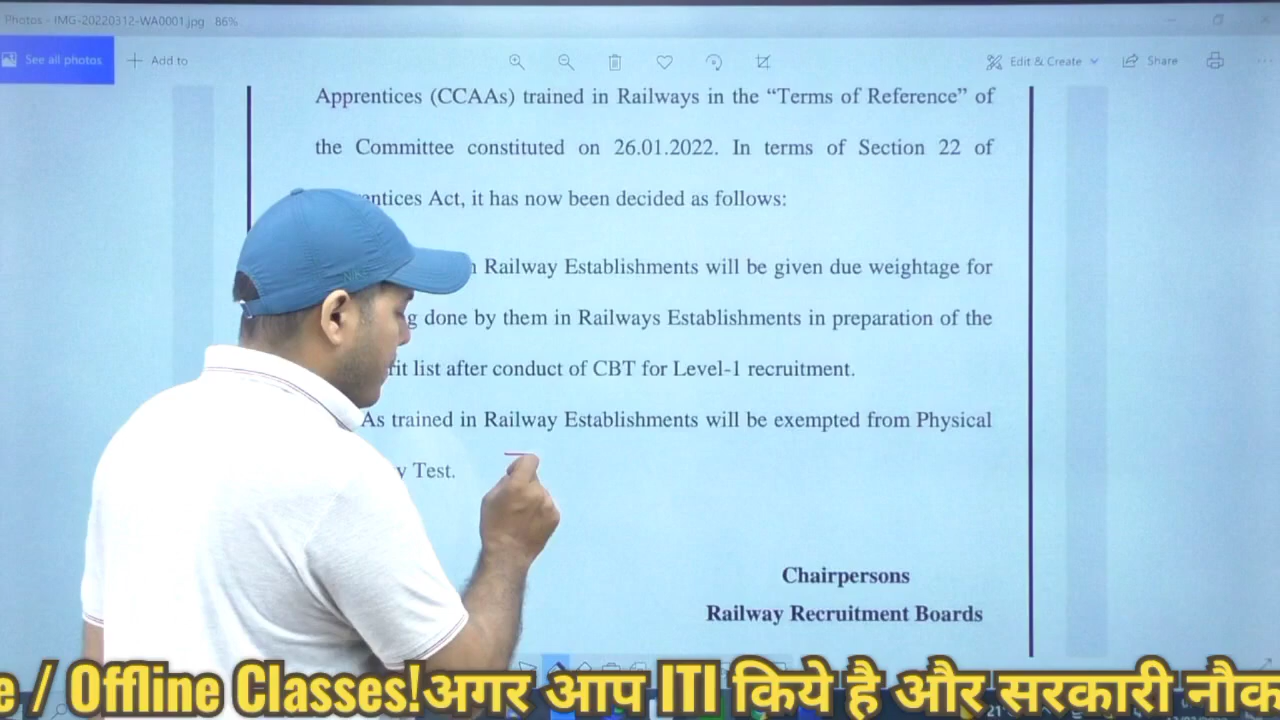 Photos - IMG-20220312-WA0001.jpg 86%
See all photos
Add to
Edit & Create
Share
Apprentices (CCAAs) trained in Railways in the “Terms of Reference” of
the Committee constituted on 26.01.2022. In terms of Section 22 of
Act, it has now been decided as follows:
Railway Establishments will be given due weightage for
done by them in Railways Establishments in preparation of the
list after conduct of CBT for Level-1 recruitment.
trained in Railway Establishments will be exempted from Physical
Test.
Chairpersons
Railway Recruitment Boards
/ Offline Classes!अगर आप ITI किये है और सरकारी